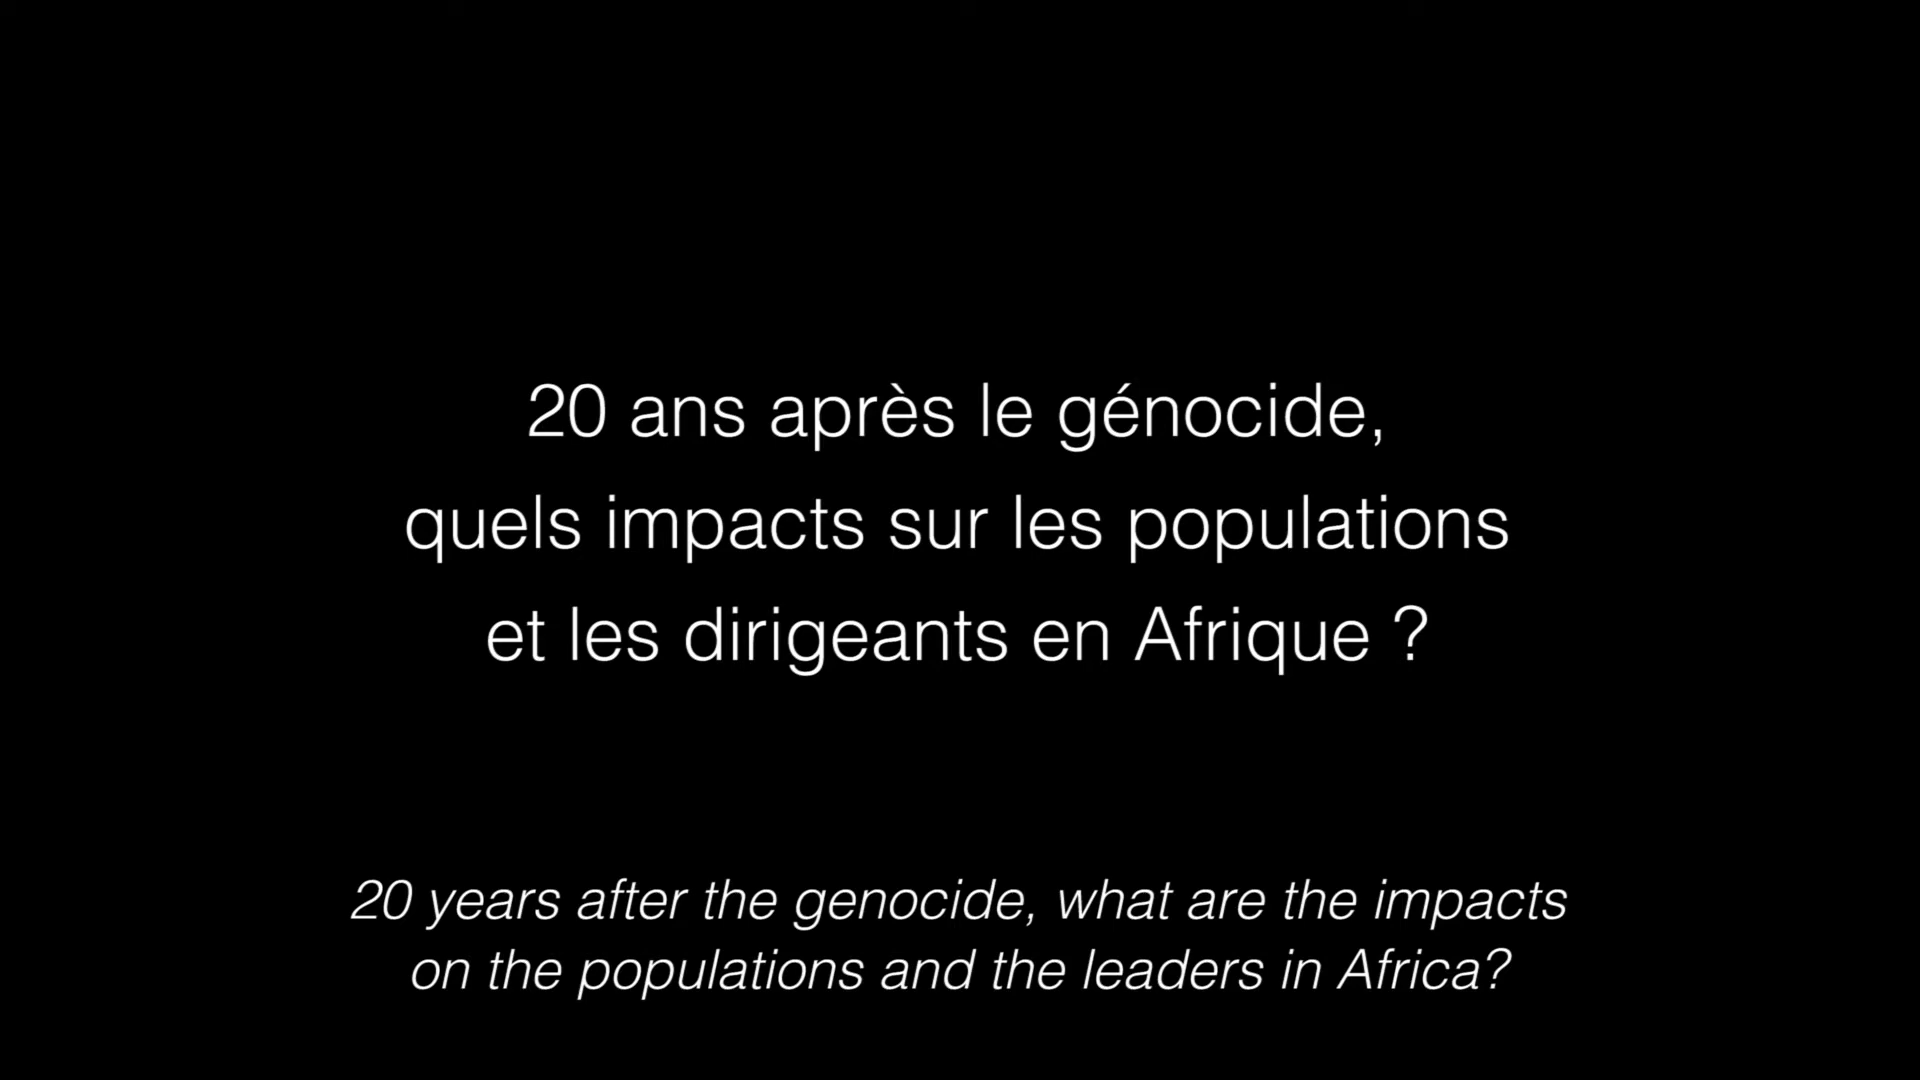 20 ans après le génocide,
quels impacts sur les populations
et les dirigeants en Afrique ?
20 years after the genocide, what are the impacts
on the populations and the leaders in Africa?